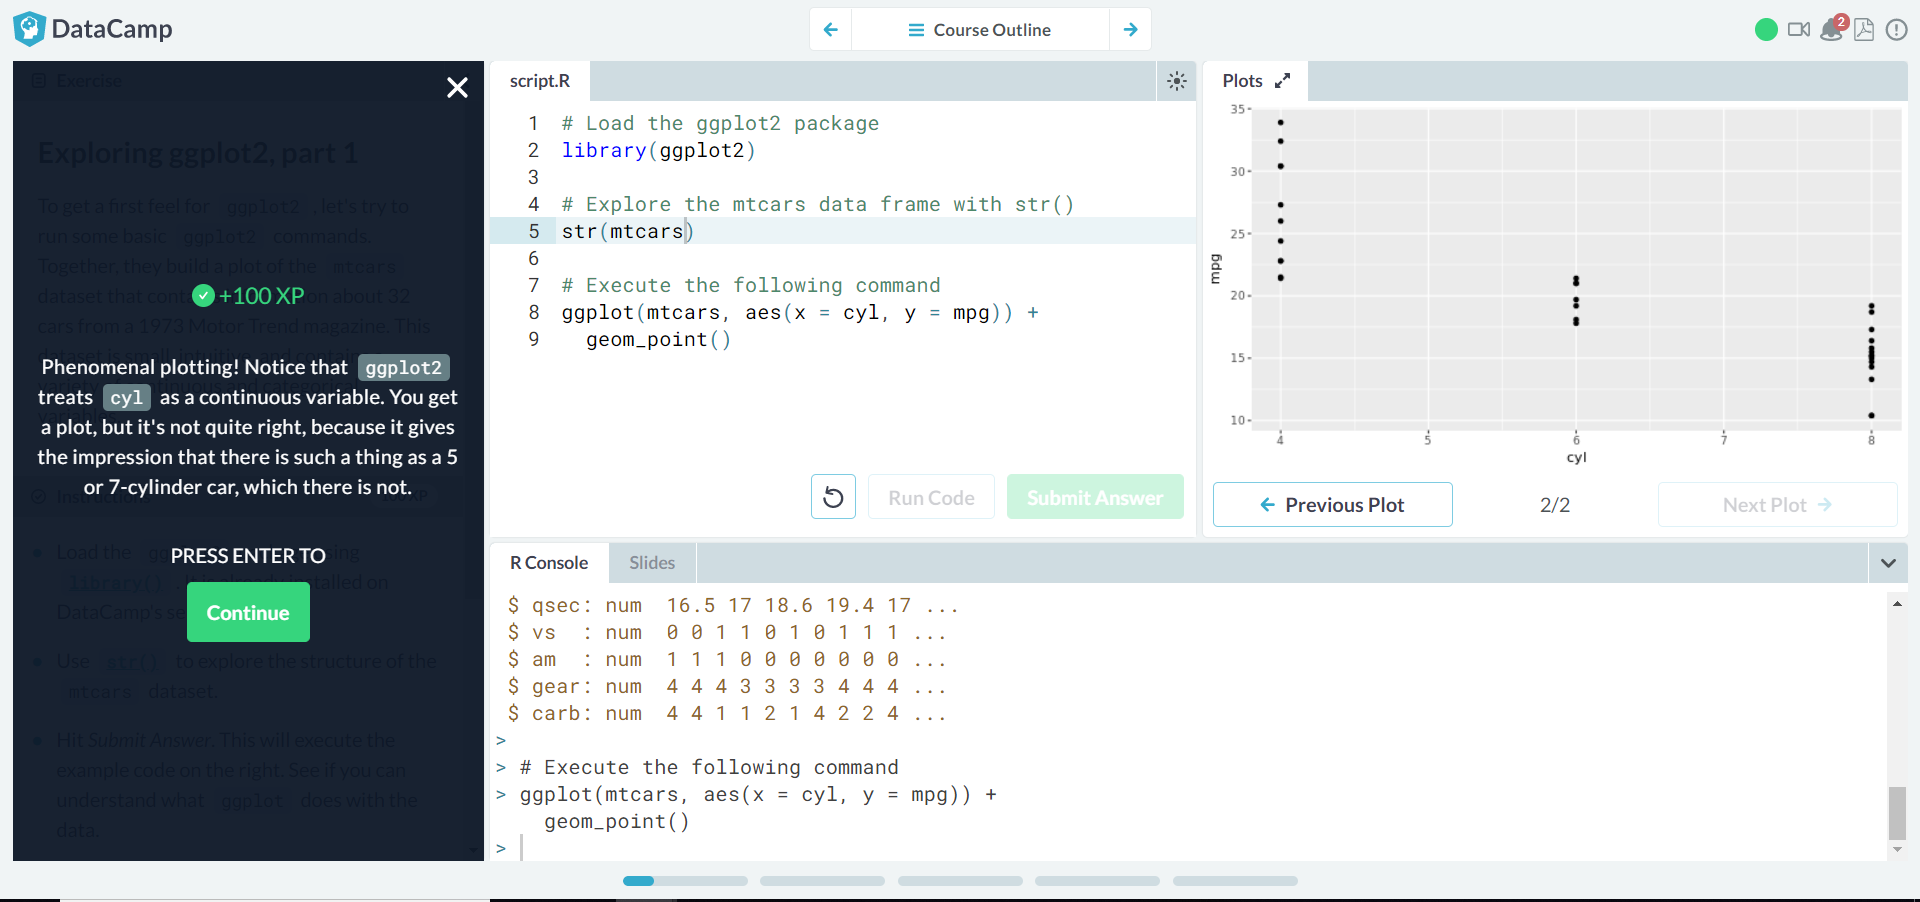 DataCamp
Course Outline
2
Exercise
Exploring ggplot2, part 1
To get a first feel for ggplot2, let's try to
run some basic ggplot2 commands.
Together, they build a plot of the mtcars
dataset that on about 32
cars from a 1973 Motor Trend magazine. This
+100 XP
Phenomenal plotting! Notice that ggplot2
treats cyl as a continuous variable. You get
a plot, but it's not quite right, because it gives
the impression that there is such a thing as a 5
or 7-cylinder car, which there is not.
PRESS ENTER TO
Load the
library()
DataCamp's
Continue
Use str() to explore the structure of the
mtcars dataset.
Hit Submit Answer. This will execute the
example code on the right. See if you can
understand what ggplot does with the
data.
script.R
1 # Load the ggplot2 package
2 library(ggplot2)
3
4 # Explore the mtcars data frame with str()
5 str(mtcars)
6
7 # Execute the following command
8 ggplot(mtcars, aes(x = cyl, y = mpg)) +
9 geom_point()
Run Code
Submit Answer
Plots
35
30
25
20
15
10
mpg
4 5 6 7 8
cyl
Previous Plot
2/2
Next Plot
R Console
Slides
$ qsec: num 16.5 17 18.6 19.4 17 ...
$ vs : num 0 0 1 1 0 1 0 1 1 1 ...
$ am : num 1 1 1 0 0 0 0 0 0 0 ...
$ gear: num 4 4 4 3 3 3 3 4 4 4 ...
$ carb: num 4 4 1 1 2 1 4 2 2 4 ...
>
> # Execute the following command
> ggplot(mtcars, aes(x = cyl, y = mpg)) +
geom_point()
>